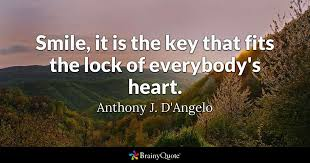 Smile, it is the key that fits
the lock of everybody's
heart.
Anthony J. D'Angelo
BrainyQuote